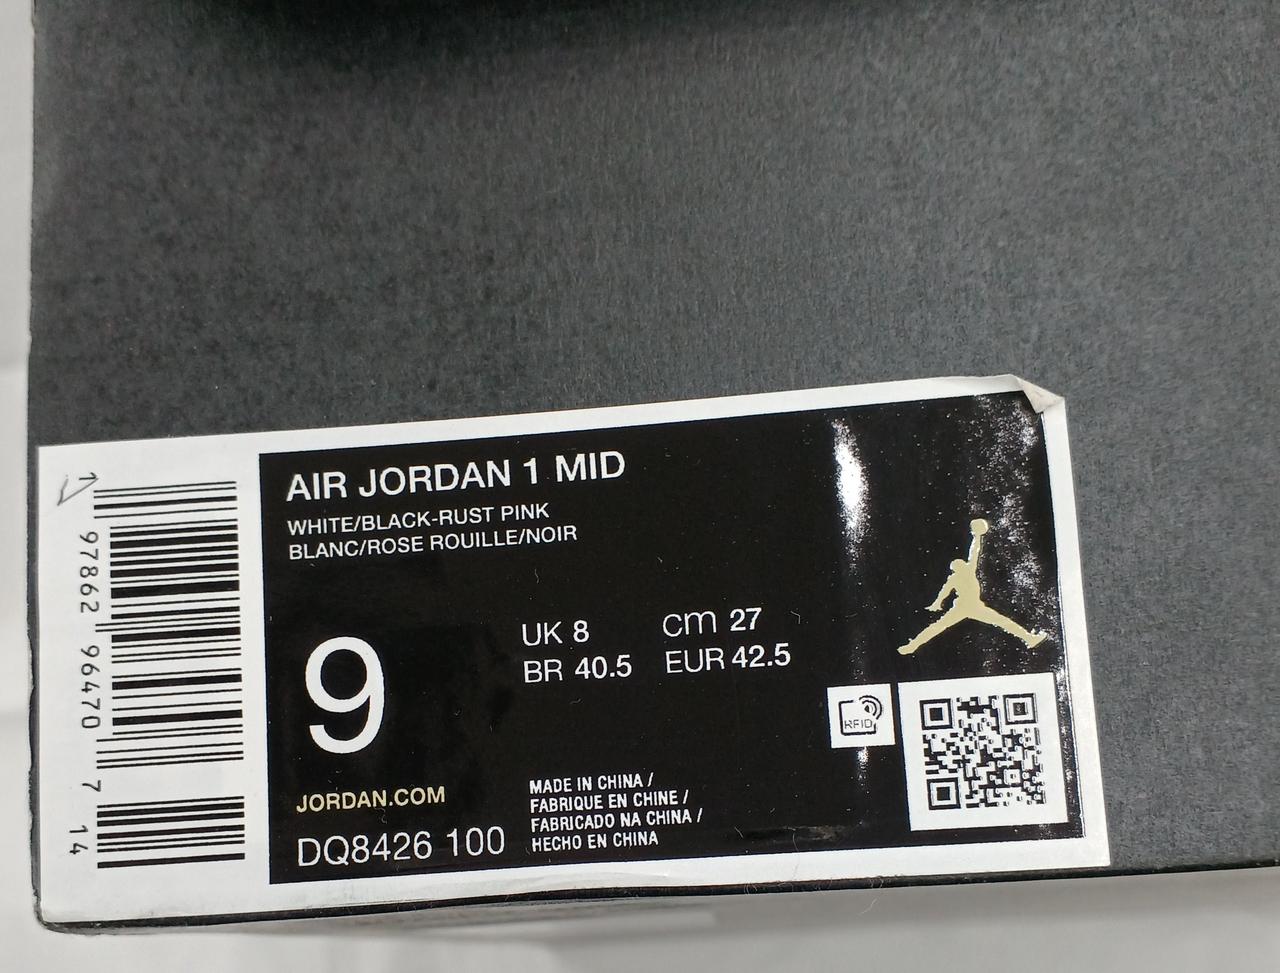 AIR JORDAN 1 MID
WHITE/BLACK-RUST PINK
BLANC/ROSE ROUILLE/NOIR
9
UK 8
cm 27
BR 40.5
EUR 42.5
RFID
JORDAN.COM
DQ8426 100
MADE IN CHINA /
FABRIQUE EN CHINE /
FABRICADO NA CHINA /
HECHO EN CHINA
1 97862 96470 7
14